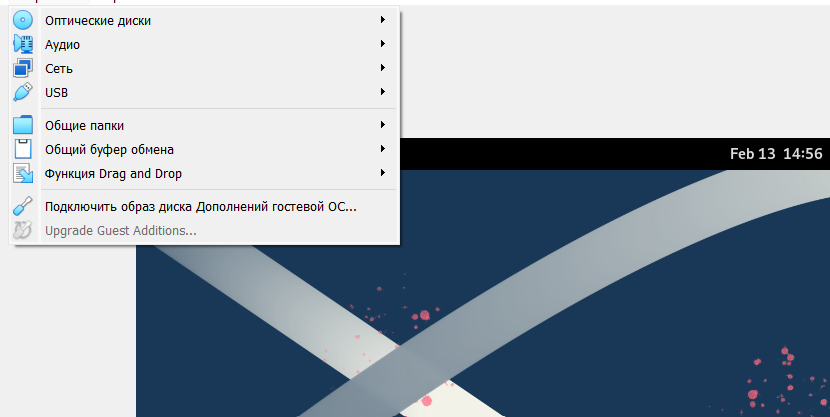 Оптические диски
Аудио
Сеть
USB
Общие папки
Общий буфер обмена
Функция Drag and Drop
Подключить образ диска Дополнений гостевой ОС...
Upgrade Guest Additions...
Feb 13 14:56